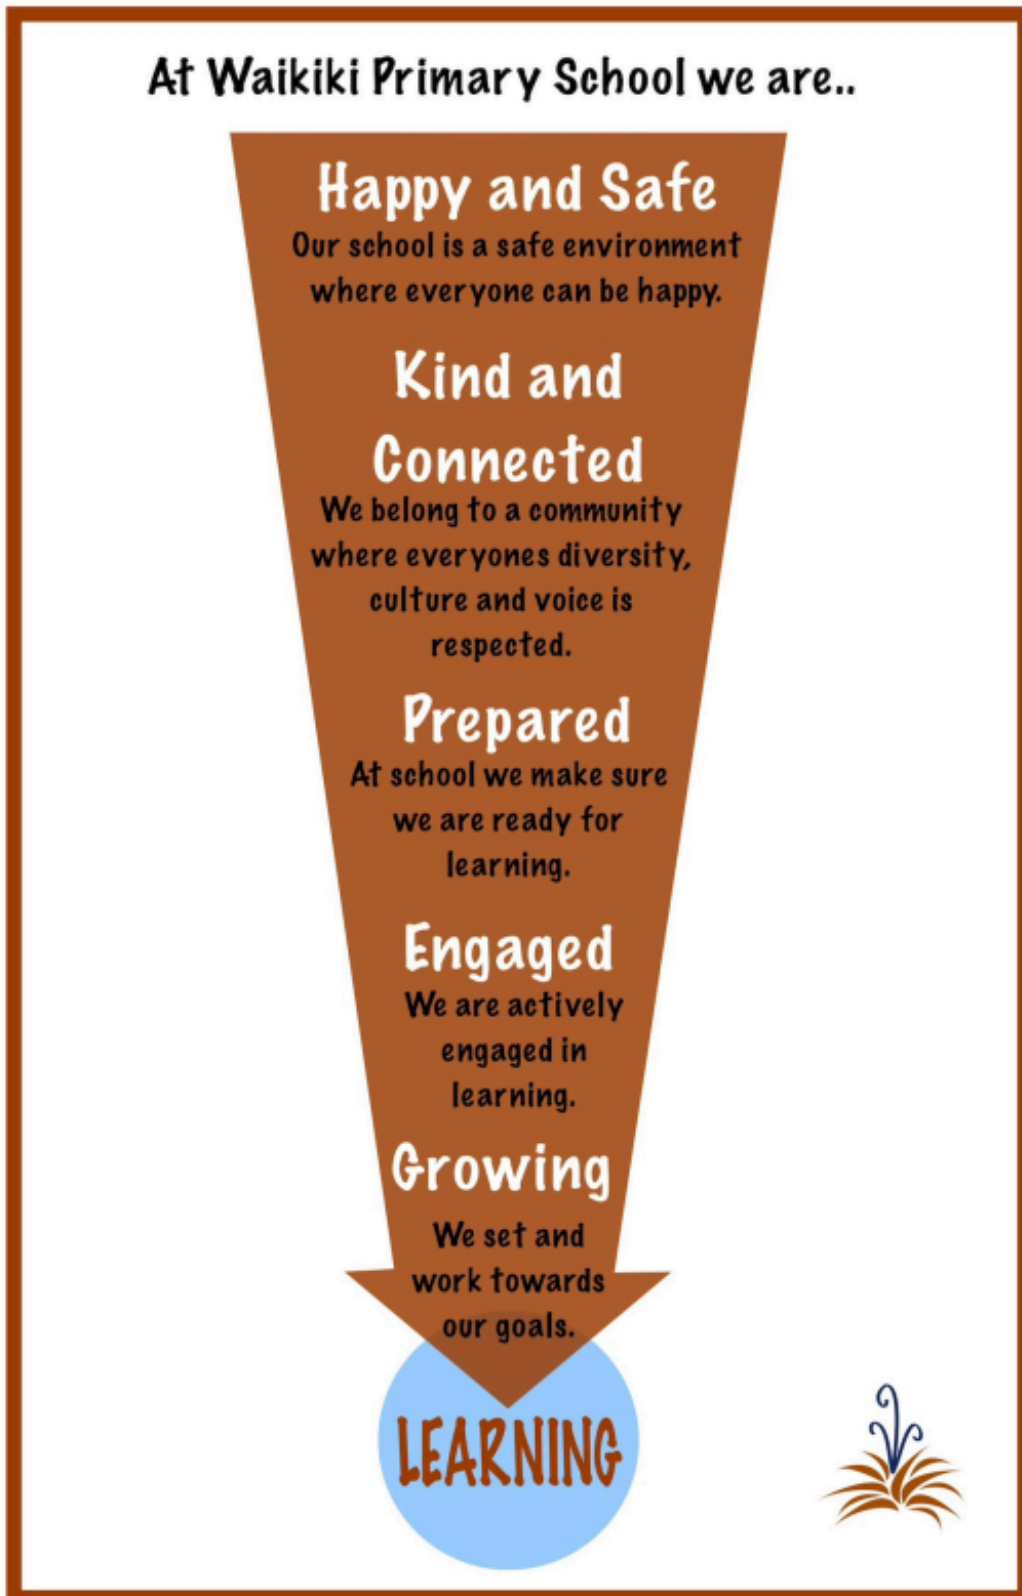 At Waikiki Primary School we are..
Happy and Safe
Our school is a safe environment
where everyone can be happy.
Kind and
Connected
We belong to a community
where everyones diversity,
culture and voice is
respected.
Prepared
At school we make sure
we are ready for
learning.
Engaged
We are actively
engaged in
learning.
Growing
We set and
work towards
our goals.
LEARNING